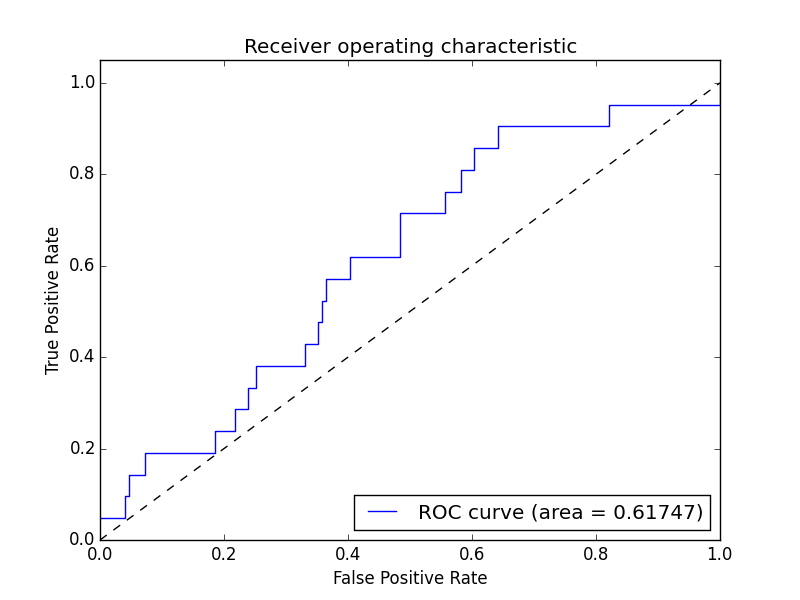 Receiver operating characteristic
1.0
0.8
0.6
0.4
0.2
0.0
True Positive Rate
ROC curve (area = 0.61747)
0.0 0.2 0.4 0.6 0.8 1.0
False Positive Rate